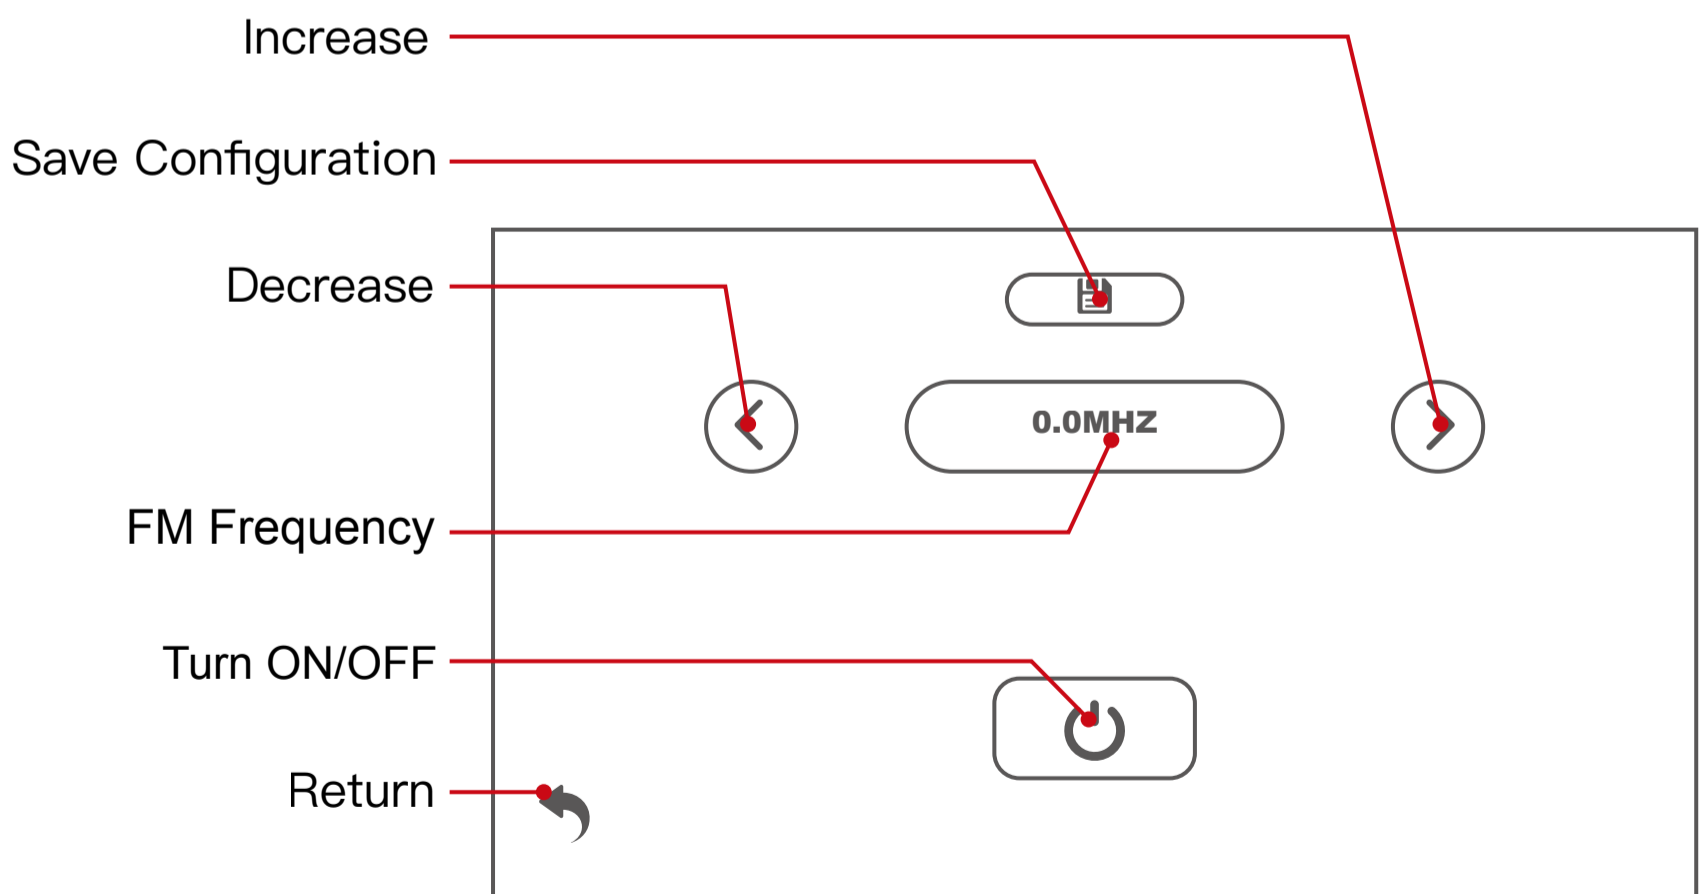 Increase
Save Configuration
Decrease
0.0MHZ
FM Frequency
Turn ON/OFF
Return